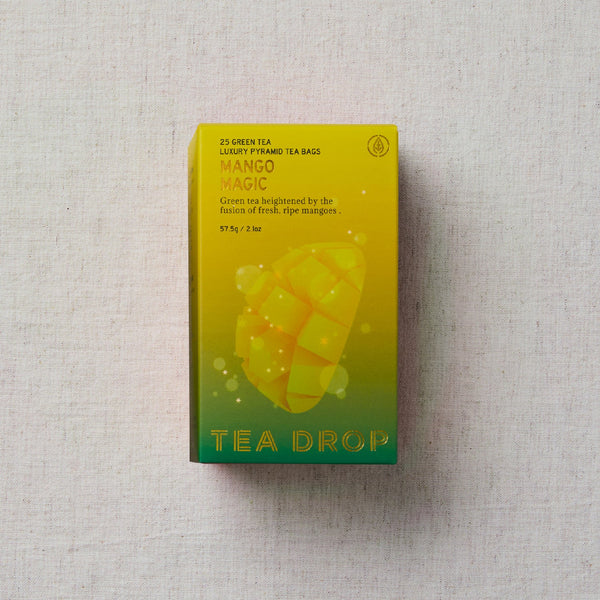 25 GREEN TEA
LUXURY PYRAMID TEA BAGS
MANGO
MAGIC
Green tea heightened by the
fusion of fresh, ripe mangoes .
57.5g / 2.1oz
TEA DROP